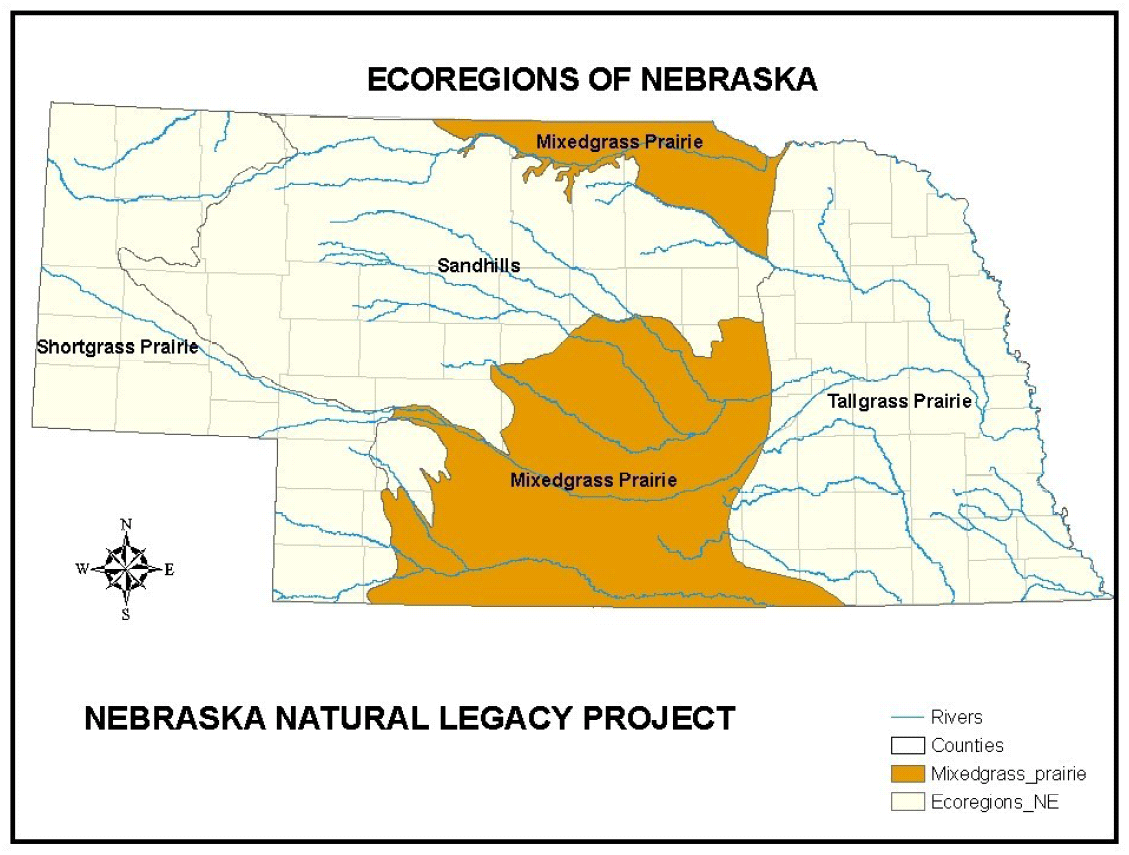 ECOREGIONS OF NEBRASKA
Mixedgrass Prairie
Sandhills
Shortgrass Prairie
Tallgrass Prairie
Mixedgrass Prairie
N
W E
S
NEBRASKA NATURAL LEGACY PROJECT
Rivers
Counties
Mixedgrass_prairie
Ecoregions_NE